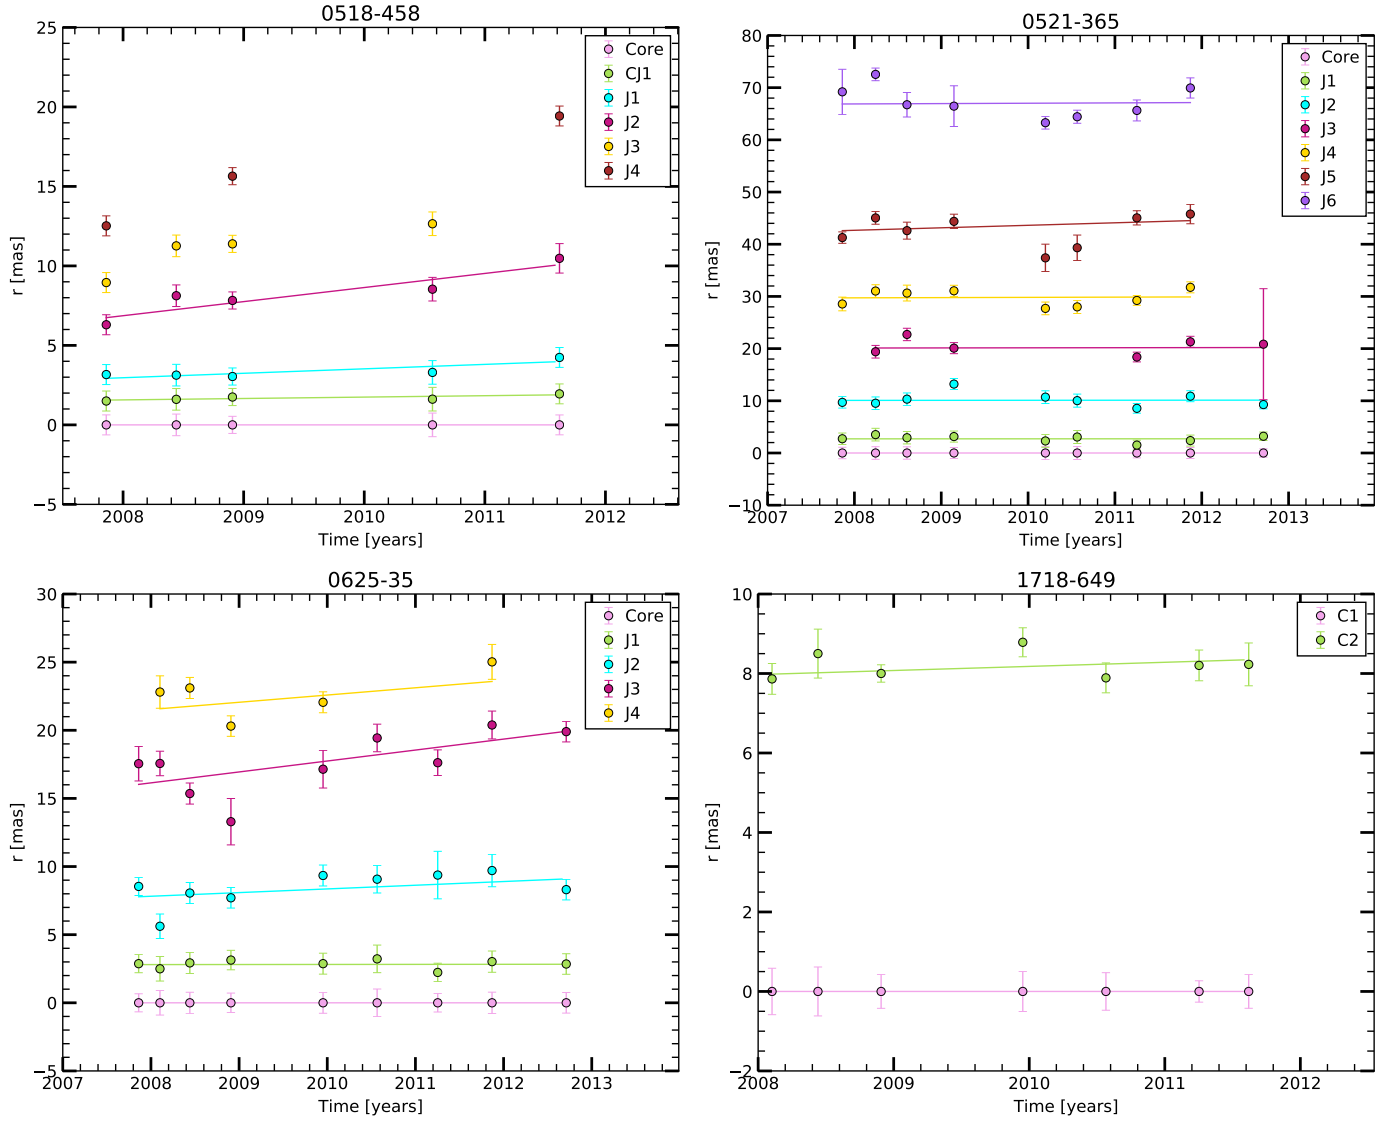 0518-458
25
20
15
10
5
0
−5
2008 2009 2010 2011 2012
r [mas]
Time [years]
Core
CJ1
J1
J2
J3
J4
0521-365
80
70
60
50
40
30
20
10
0
−10
2007 2008 2009 2010 2011 2012 2013
r [mas]
Time [years]
Core
J1
J2
J3
J4
J5
J6
0625-35
30
25
20
15
10
5
0
−5
2007 2008 2009 2010 2011 2012 2013
r [mas]
Time [years]
Core
J1
J2
J3
J4
1718-649
10
8
6
4
2
0
−2
2008 2009 2010 2011 2012
r [mas]
Time [years]
C1
C2